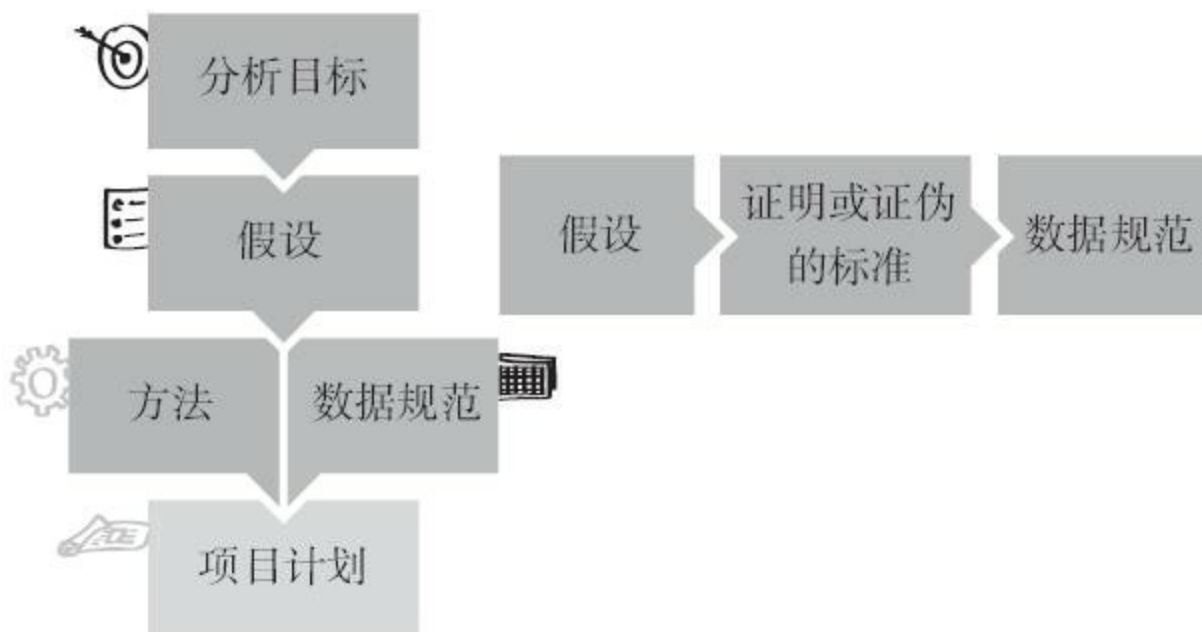 分析目标
假设
方法
数据规范
项目计划
假设
证明或证伪
的标准
数据规范